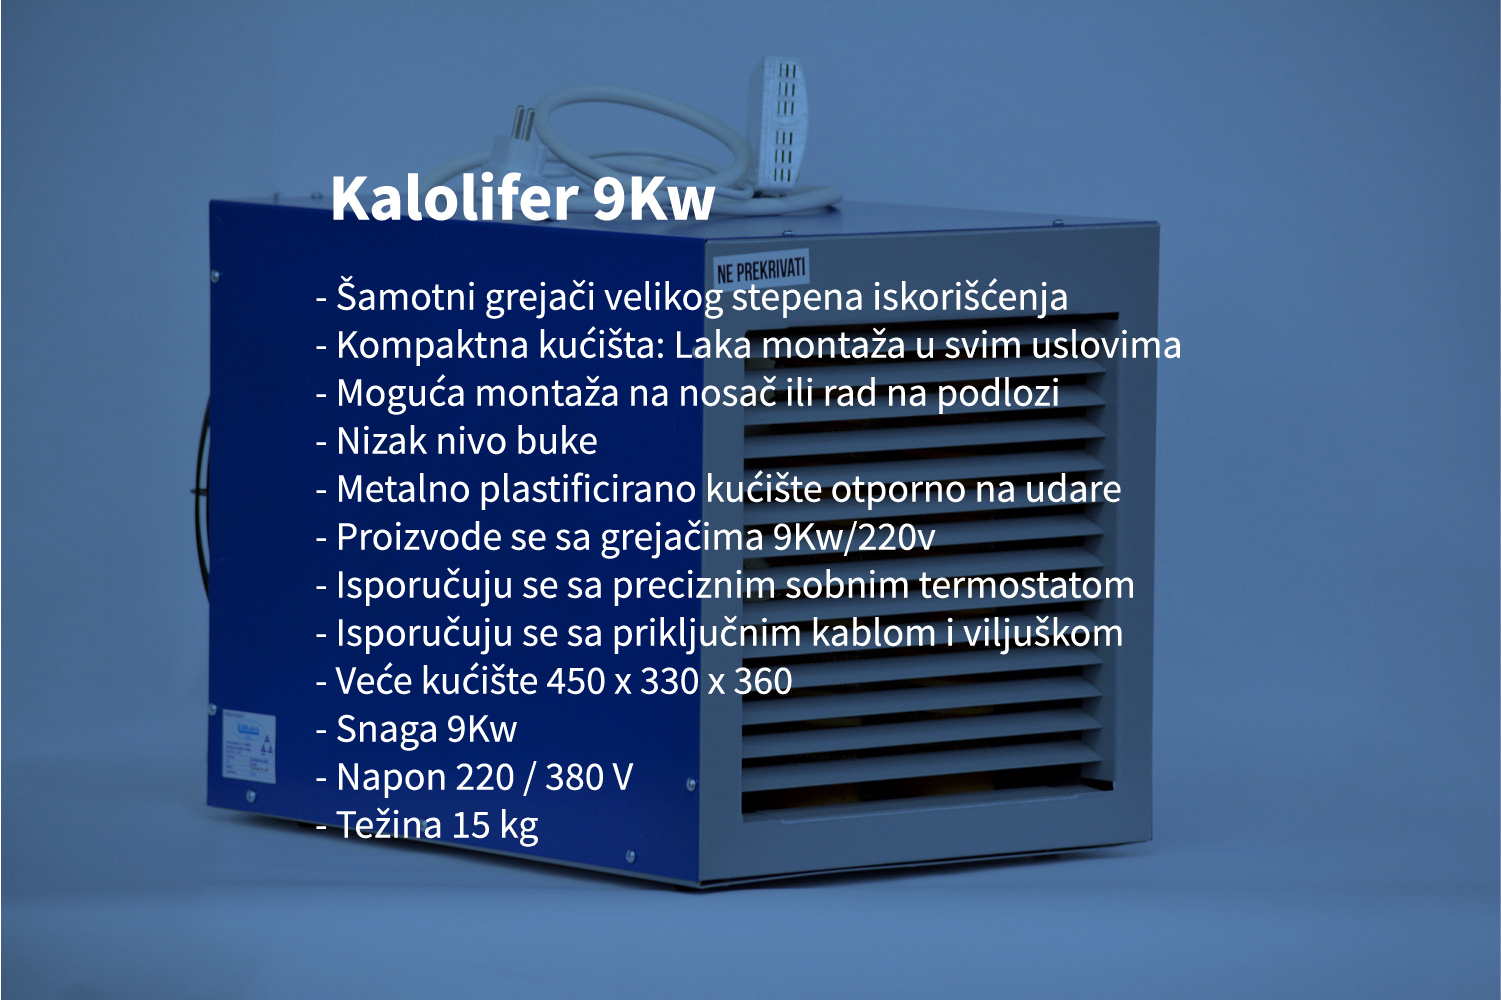 Kalolifer 9Kw
NE PREKRIVATI
- Šamotni grejači velikog stepena iskorišćenja
- Kompaktna kućišta: Laka montaža u svim uslovima
- Moguća montaža na nosač ili rad na podlozi
- Nizak nivo buke
- Metalno plastificirano kućište otporno na udare
- Proizvode se sa grejačima 9Kw/220v
- Isporučuju se sa preciznim sobnim termostatom
- Isporučuju se sa priključnim kablom i viljuškom
- Veće kućište 450 x 330 x 360
- Snaga 9Kw
- Napon 220 / 380 V
- Težina 15 kg